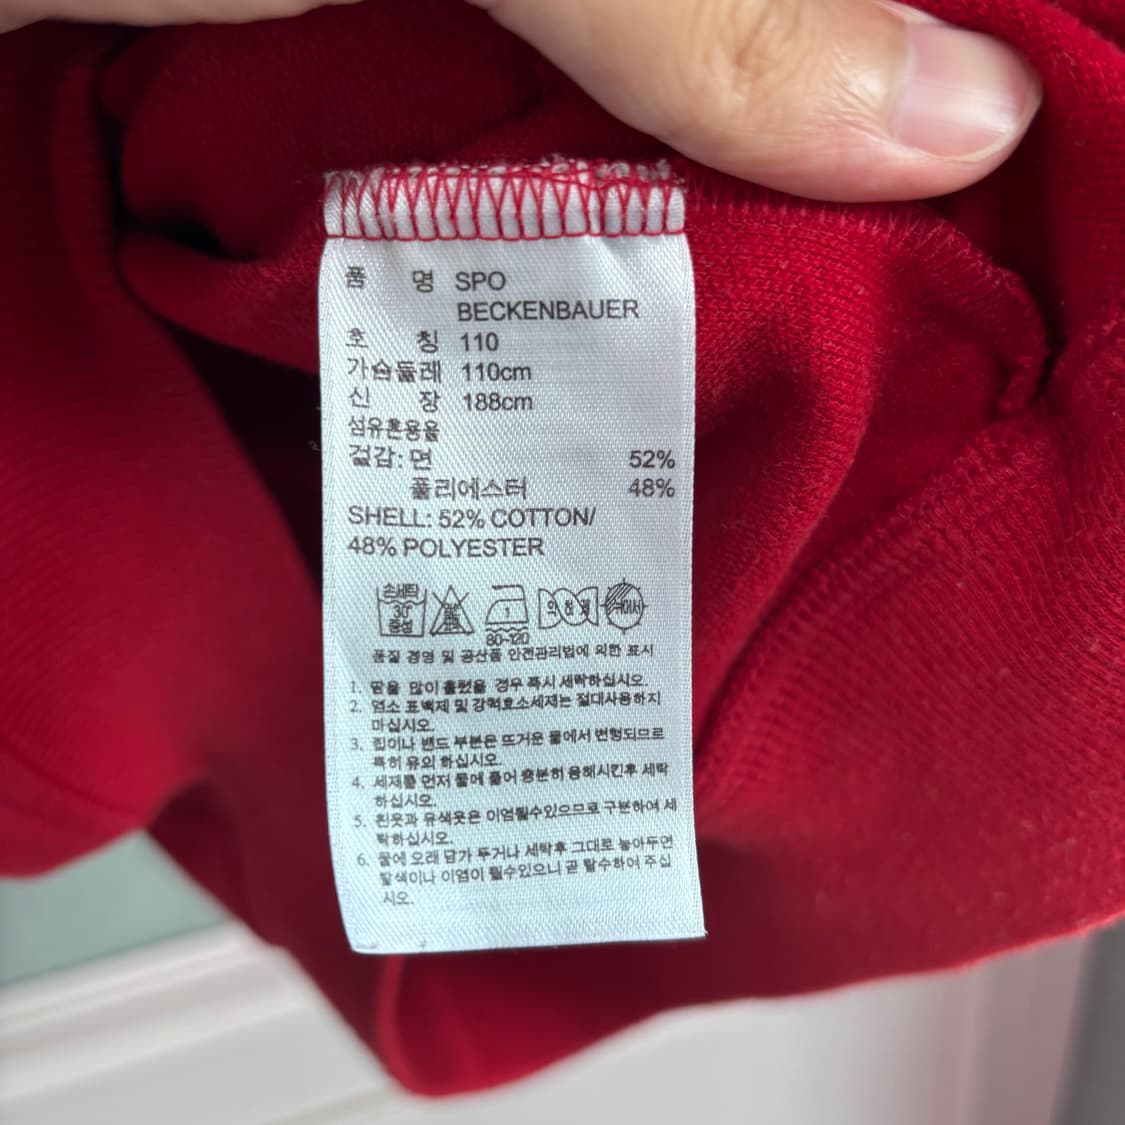 품 명 SPO
BECKENBAUER
호 칭 110
가슴둘레 110cm
신 장 188cm
섬유혼용율
겉감: 면 52%
폴리에스터 48%
SHELL: 52% COTTON/
48% POLYESTER
손세탁
30°
중성
1
80~120
약하게
뉘어서
품질 경영 및 공산품 안전관리법에 의한 표시
1. 땀을 많이 흘렸을 경우 즉시 세탁하십시오.
2. 염소 표백제 및 강력효소세제는 절대사용하지
마십시오.
3. 립이나 밴드 부분은 뜨거운 물에서 변형되므로
특히 유의 하십시오.
4. 세제를 먼저 물에 풀어 충분히 용해시킨후 세탁
하십시오.
5. 흰옷과 유색옷은 이염될수있으므로 구분하여 세
탁하십시오.
6. 물에 오래 담가 두거나 세탁후 그대로 놓아두면
탈색이나 이염이 될수있으니 곧 탈수하여 주십
시오.